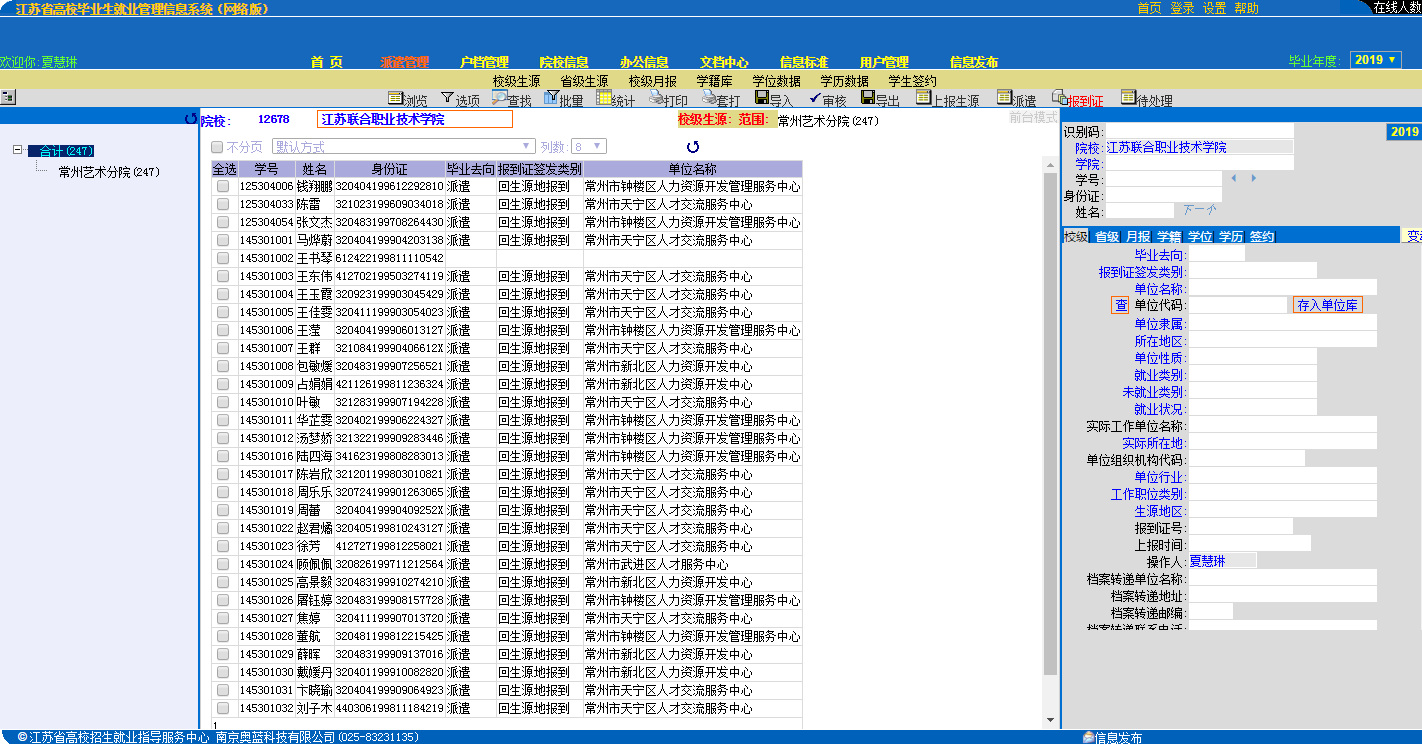 江苏省高校毕业生就业管理信息系统（网络版）
首页 登录 设置 帮助
在线人数
欢迎你:夏慧琳
首 页 派遣管理 户档管理 院校信息 办公信息 文档中心 信息标准 用户管理 信息发布
毕业年度: 2019
校级生源 省级生源 校级月报 学籍库 学位数据 学历数据 学生签约
浏览 选项 查找 批量 统计 打印 套打 导入 审核 导出 上报生源 派遣 报到证 待处理
院校: 12678 江苏联合职业技术学院 校级生源: 范围: 常州艺术分院(247) 前台模式
合计(247)
常州艺术分院(247)
不分页 默认方式 列数: 8
全选 学号 姓名 身份证 毕业去向 报到证签发类别 单位名称
125304006 钱翔鹏 320404199612292810 派遣 回生源地报到 常州市钟楼区人力资源开发管理服务中心
125304033 陈雷 321023199609034018 派遣 回生源地报到 常州市天宁区人才交流服务中心
125304054 张文杰 320483199708264430 派遣 回生源地报到 常州市钟楼区人力资源开发管理服务中心
145301001 马烨蔚 320404199904203138 派遣 回生源地报到 常州市天宁区人才交流服务中心
145301002 王书琴 612422199811110542
145301003 王东伟 412702199503274119 派遣 回生源地报到 常州市天宁区人才交流服务中心
145301004 王玉霞 320923199903045429 派遣 回生源地报到 常州市天宁区人才交流服务中心
145301005 王佳雯 320411199903054023 派遣 回生源地报到 常州市天宁区人才交流服务中心
145301006 王滢 320404199906013127 派遣 回生源地报到 常州市钟楼区人力资源开发管理服务中心
145301007 王群 32108419990406612X 派遣 回生源地报到 常州市天宁区人才交流服务中心
145301008 包敏媛 320483199907256521 派遣 回生源地报到 常州市新北区人力资源开发中心
145301009 占娟娟 421126199811236324 派遣 回生源地报到 常州市天宁区人才交流服务中心
145301010 叶敏 321283199907194228 派遣 回生源地报到 常州市天宁区人才交流服务中心
145301011 华芷雯 320402199906224327 派遣 回生源地报到 常州市钟楼区人力资源开发管理服务中心
145301012 汤梦娇 321322199909283446 派遣 回生源地报到 常州市钟楼区人力资源开发管理服务中心
145301016 陆四海 341623199808283013 派遣 回生源地报到 常州市钟楼区人力资源开发管理服务中心
145301017 陈岩欣 321201199803010821 派遣 回生源地报到 常州市天宁区人才交流服务中心
145301018 周乐乐 320724199901263065 派遣 回生源地报到 常州市天宁区人才交流服务中心
145301019 周蕾 32040419990409252X 派遣 回生源地报到 常州市天宁区人才交流服务中心
145301022 赵君燏 320405199810243127 派遣 回生源地报到 常州市天宁区人才交流服务中心
145301023 徐芳 412727199812258021 派遣 回生源地报到 常州市天宁区人才交流服务中心
145301024 顾佩佩 320826199711212564 派遣 回生源地报到 常州市武进区人才服务中心
145301025 高景毅 320483199910274210 派遣 回生源地报到 常州市新北区人力资源开发中心
145301026 屠钰婷 320483199908157728 派遣 回生源地报到 常州市钟楼区人力资源开发管理服务中心
145301027 焦婷 320411199907013720 派遣 回生源地报到 常州市天宁区人才交流服务中心
145301028 董航 320481199812215425 派遣 回生源地报到 常州市钟楼区人力资源开发管理服务中心
145301029 薛晖 320483199909137016 派遣 回生源地报到 常州市新北区人力资源开发中心
145301030 戴媛丹 320401199910082820 派遣 回生源地报到 常州市新北区人力资源开发中心
145301031 卞晓瑜 320404199909064923 派遣 回生源地报到 常州市天宁区人才交流服务中心
145301032 刘子木 440306199811184219 派遣 回生源地报到 常州市天宁区人才交流服务中心
1
识别码: 2019
院校: 江苏联合职业技术学院
学院:
学号:
身份证:
姓名: 下一个
校级 省级 月报 学籍 学位 学历 签约
毕业去向:
报到证签发类别:
单位名称:
查 单位代码: 存入单位库
单位隶属:
所在地区:
单位性质:
就业类别:
未就业类别:
就业状况:
实际工作单位名称:
实际所在地:
单位组织机构代码:
单位行业:
工作职位类别:
生源地区:
报到证号:
上报时间:
操作人: 夏慧琳
档案转递单位名称:
档案转递地址:
档案转递邮编:
档案转递联系电话:
©江苏省高校招生就业指导服务中心 南京奥蓝科技有限公司(025-83231135)
信息发布